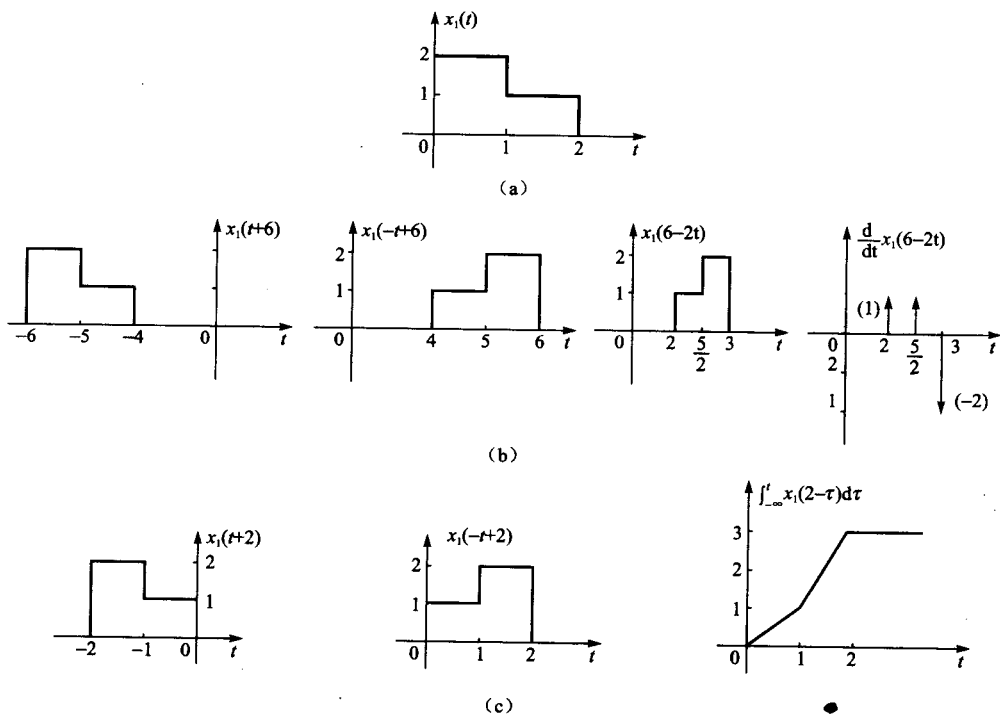 x₁(t)
2
1
0 1 2 t
(a)
x₁(t+6)
-6 -5 -4 0 t
x₁(-t+6)
2
1
0 4 5 6 t
x₁(6-2t)
2
1
0 2 5/2 3 t
d/dt x₁(6-2t)
(1)
0 2 5/2 3 t
2
1
(-2)
(b)
x₁(t+2)
2
1
-2 -1 0 t
x₁(-t+2)
2
1
0 1 2 t
∫_{-∞}^{t} x₁(2-τ)dτ
3
2
1
0 1 2 t
(c)